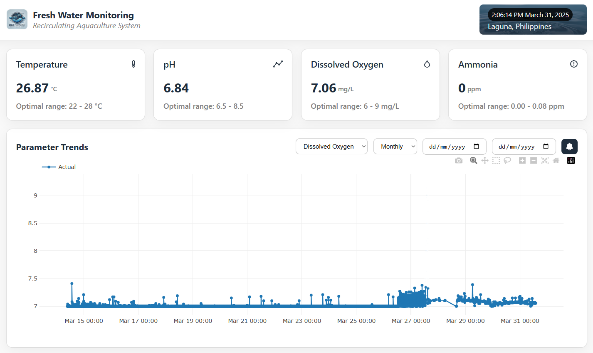 Fresh Water Monitoring
Recirculating Aquaculture System
2:06:14 PM March 31, 2025
Laguna, Philippines
Temperature
26.87 °C
Optimal range: 22 - 28 °C
pH
6.84
Optimal range: 6.5 - 8.5
Dissolved Oxygen
7.06 mg/L
Optimal range: 6 - 9 mg/L
Ammonia
0 ppm
Optimal range: 0.00 - 0.08 ppm
Parameter Trends
Dissolved Oxygen
Monthly
dd/mm/yyyy
dd/mm/yyyy
Actual
9
8.5
8
7.5
7
Mar 15 00:00
Mar 17 00:00
Mar 19 00:00
Mar 21 00:00
Mar 23 00:00
Mar 25 00:00
Mar 27 00:00
Mar 29 00:00
Mar 31 00:00